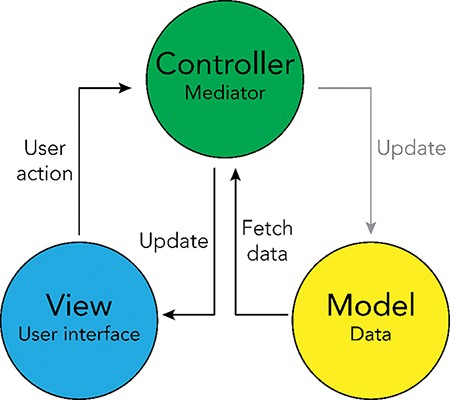 Controller
Mediator
User
action
Update
Update
Fetch
data
View
User interface
Model
Data